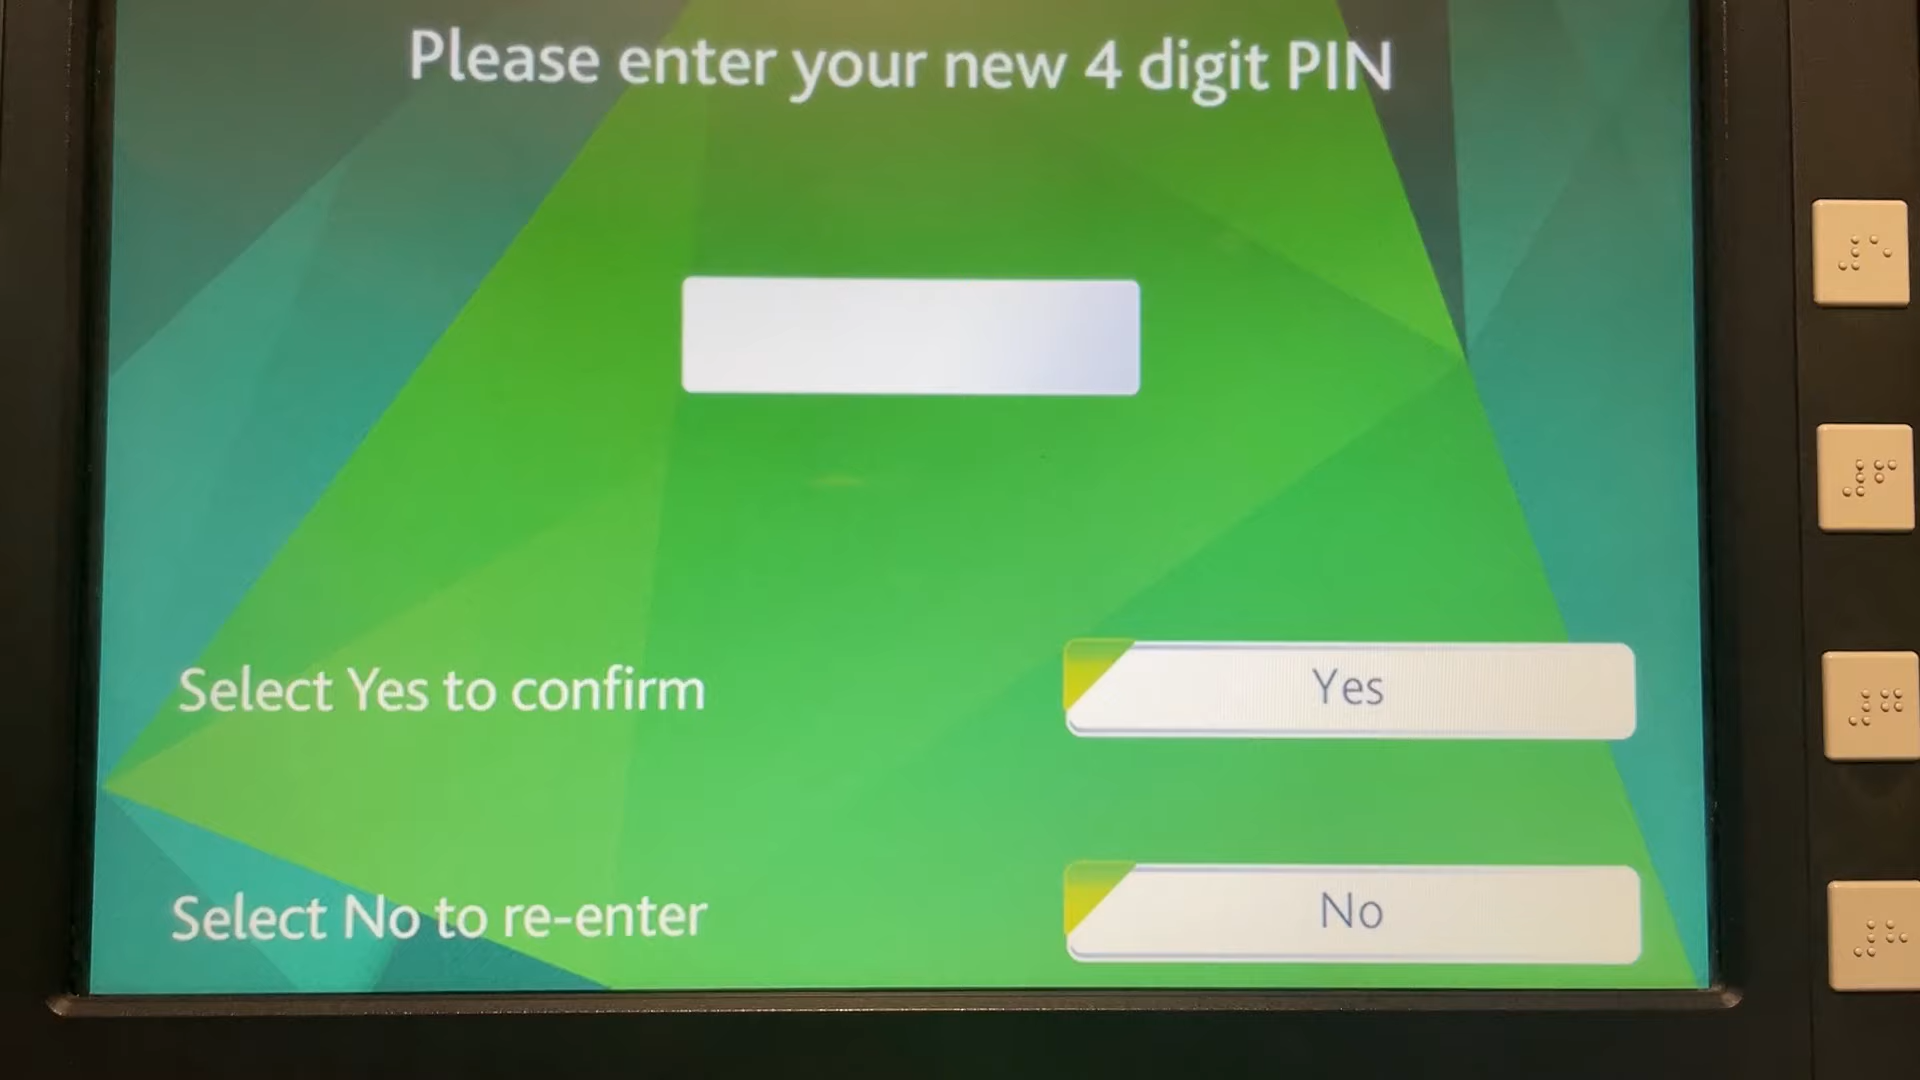 Please enter your new 4 digit PIN
Select Yes to confirm
Yes
Select No to re-enter
No